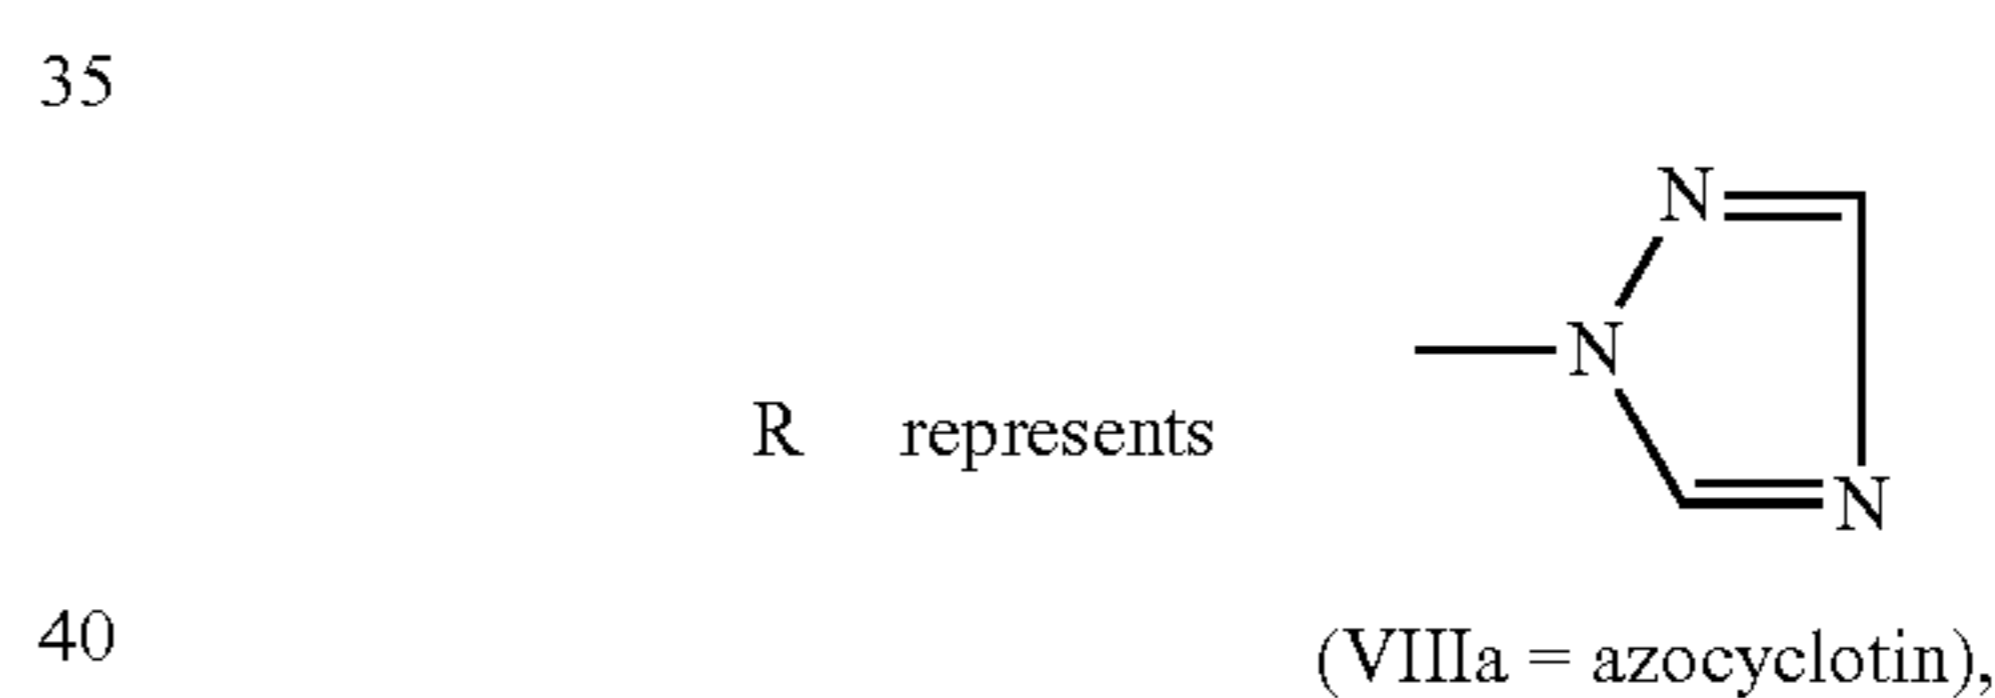 35
N
N
R represents
N
40
(VIIIa = azocyclotin),